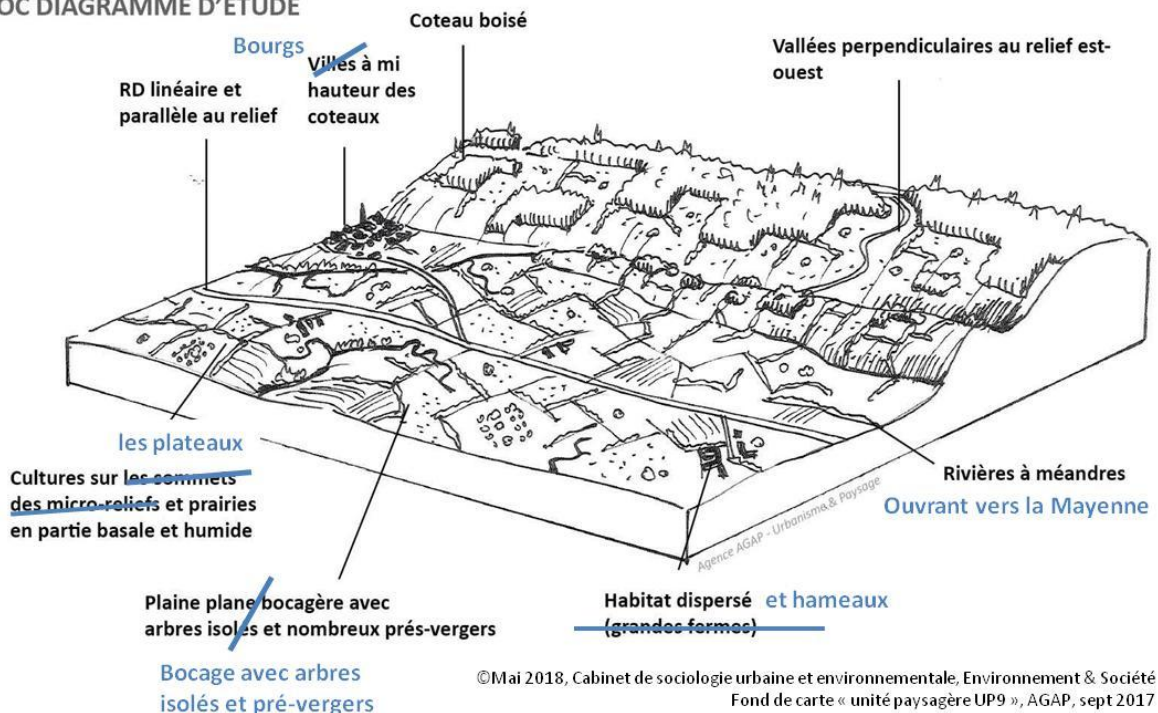 OC DIAGRAMME D'ETUDE
Coteau boisé
Bourgs
Villes à mi
hauteur des
coteaux
Vallées perpendiculaires au relief est-
ouest
RD linéaire et
parallèle au relief
les plateaux
Cultures sur les sommets
des micro-reliefs et prairies
en partie basale et humide
Rivières à méandres
Ouvrant vers la Mayenne
Agence AGAP - Urbanisme & Paysage
Plaine plane bocagère avec
arbres isolés et nombreux prés-vergers
Bocage avec arbres
isolés et pré-vergers
Habitat dispersé et hameaux
(grandes fermes)
©Mai 2018, Cabinet de sociologie urbaine et environnementale, Environnement & Société
Fond de carte « unité paysagère UP9 », AGAP, sept 2017